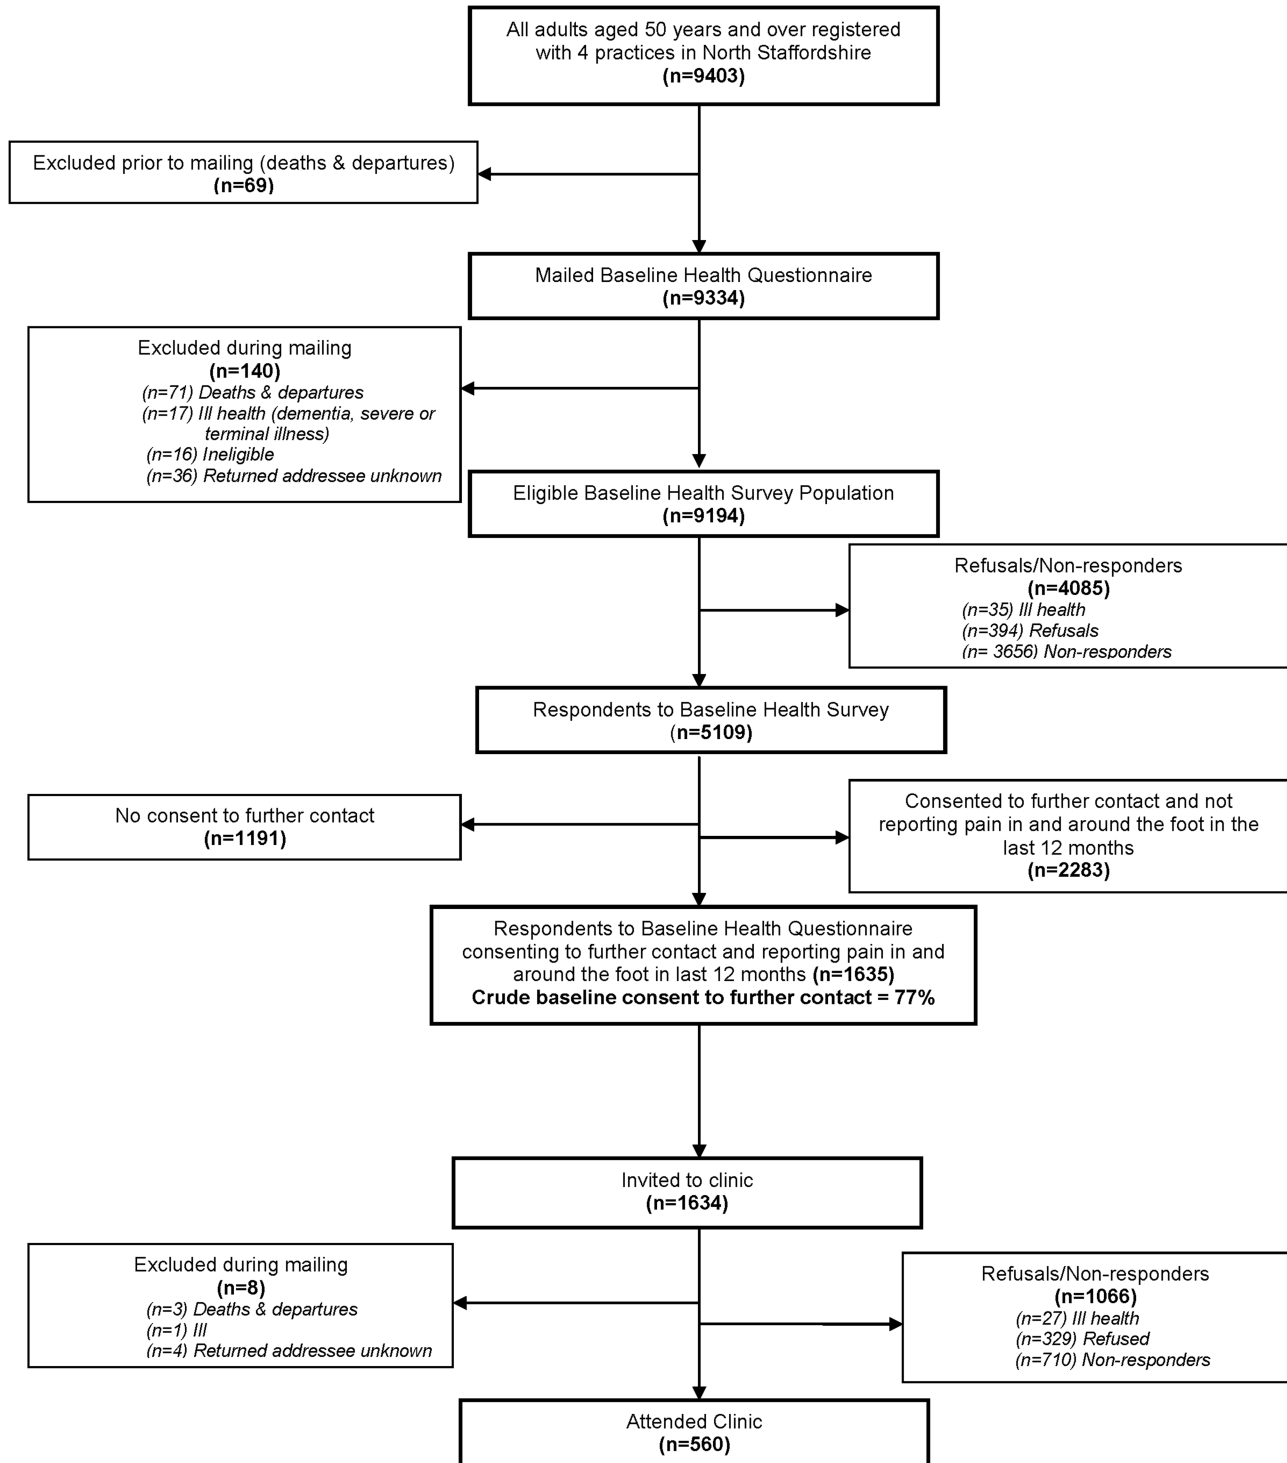 All adults aged 50 years and over registered
with 4 practices in North Staffordshire
(n=9403)
Excluded prior to mailing (deaths & departures)
(n=69)
Mailed Baseline Health Questionnaire
(n=9334)
Excluded during mailing
(n=140)
(n=71) Deaths & departures
(n=17) Ill health (dementia, severe or
terminal illness)
(n=16) Ineligible
(n=36) Returned addressee unknown
Eligible Baseline Health Survey Population
(n=9194)
Refusals/Non-responders
(n=4085)
(n=35) Ill health
(n=394) Refusals
(n= 3656) Non-responders
Respondents to Baseline Health Survey
(n=5109)
No consent to further contact
(n=1191)
Consented to further contact and not
reporting pain in and around the foot in the
last 12 months
(n=2283)
Respondents to Baseline Health Questionnaire
consenting to further contact and reporting pain in and
around the foot in last 12 months (n=1635)
Crude baseline consent to further contact = 77%
Invited to clinic
(n=1634)
Excluded during mailing
(n=8)
(n=3) Deaths & departures
(n=1) Ill
(n=4) Returned addressee unknown
Refusals/Non-responders
(n=1066)
(n=27) Ill health
(n=329) Refused
(n=710) Non-responders
Attended Clinic
(n=560)